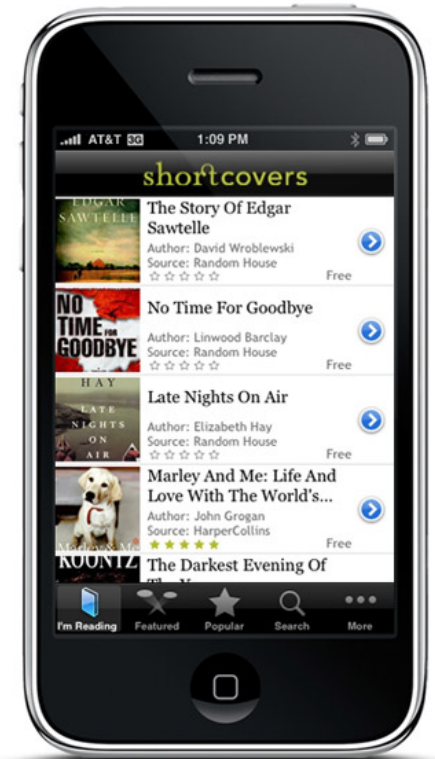 AT&T 3G 1:09 PM
shortcovers
EDGAR
SAWTELLE
The Story Of Edgar
Sawtelle
Author: David Wroblewski
Source: Random House
Free
NO
TIME FOR
GOODBYE
No Time For Goodbye
Author: Linwood Barclay
Source: Random House
Free
HAY
LATE
NIGHTS
ON
AIR
Late Nights On Air
Author: Elizabeth Hay
Source: Random House
Free
Marley & Me
Marley And Me: Life And
Love With The World's...
Author: John Grogan
Source: HarperCollins
Free
KOONTZ
The Darkest Evening Of
The Y
I'm Reading Featured Popular Search More